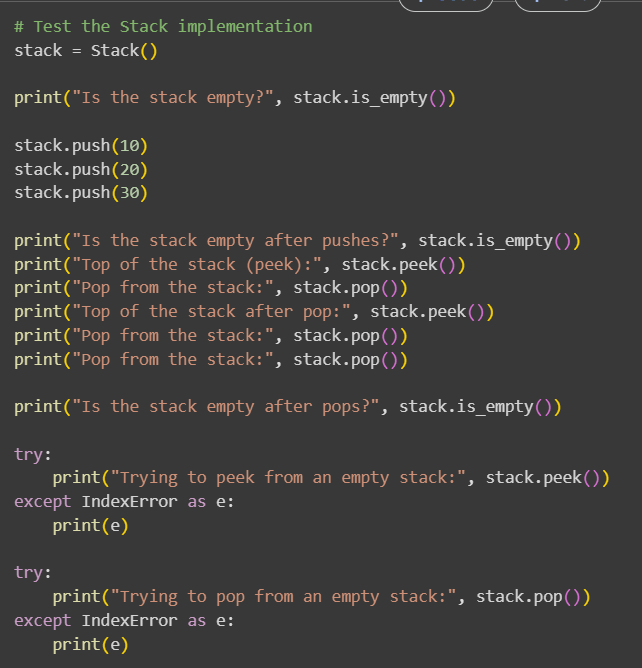 # Test the Stack implementation
stack = Stack()
print("Is the stack empty?", stack.is_empty())
stack.push(10)
stack.push(20)
stack.push(30)
print("Is the stack empty after pushes?", stack.is_empty())
print("Top of the stack (peek):", stack.peek())
print("Pop from the stack:", stack.pop())
print("Top of the stack after pop:", stack.peek())
print("Pop from the stack:", stack.pop())
print("Pop from the stack:", stack.pop())
print("Is the stack empty after pops?", stack.is_empty())
try:
    print("Trying to peek from an empty stack:", stack.peek())
except IndexError as e:
    print(e)
try:
    print("Trying to pop from an empty stack:", stack.pop())
except IndexError as e:
    print(e)